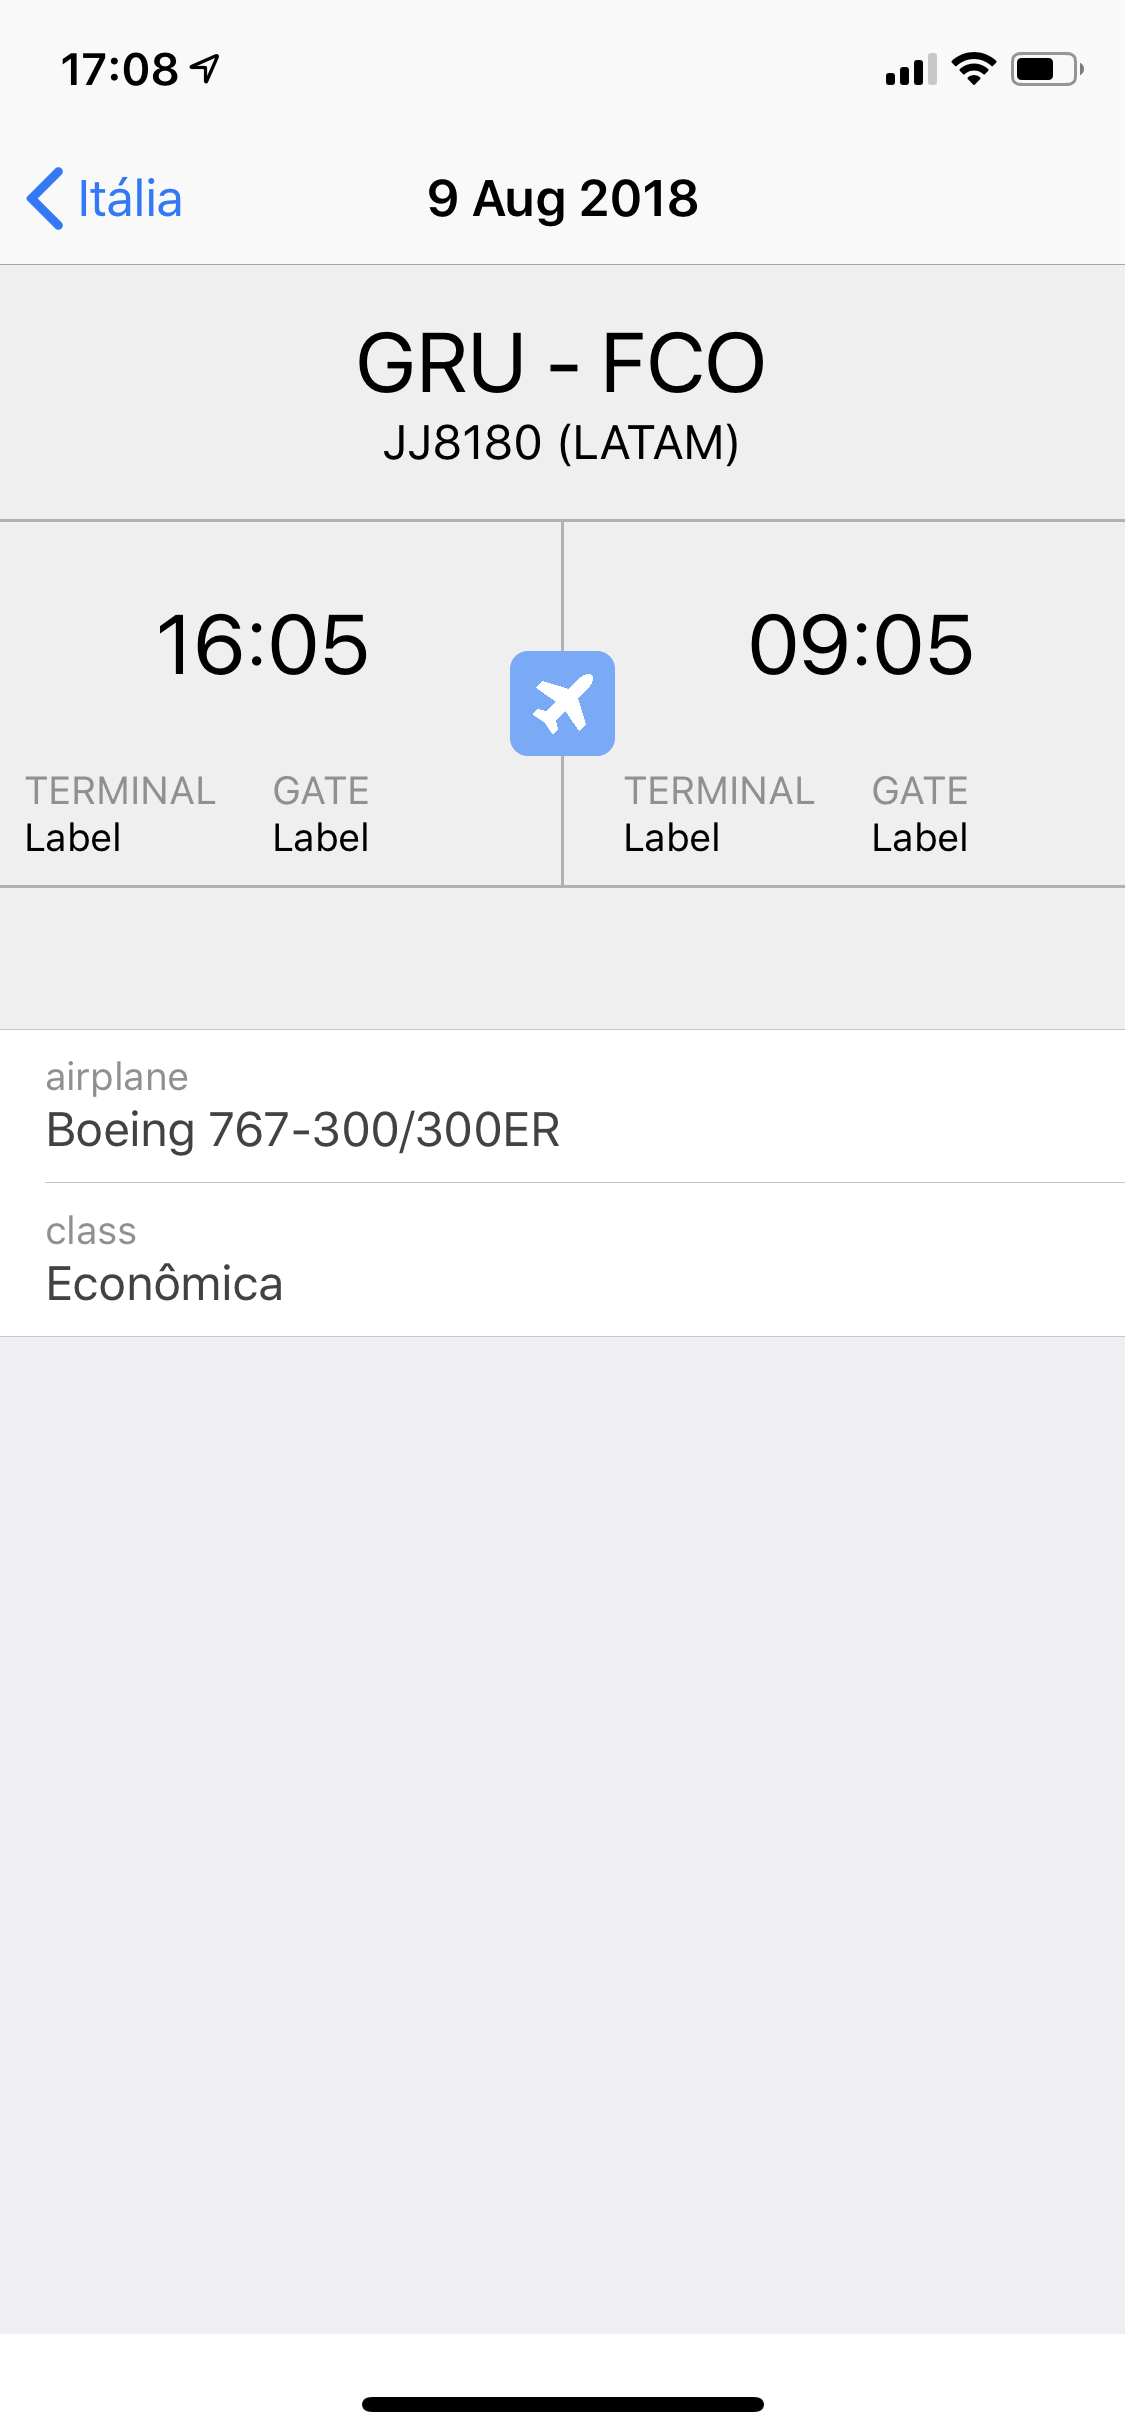 17:08
Itália
9 Aug 2018
GRU - FCO
JJ8180 (LATAM)
16:05
09:05
TERMINAL GATE TERMINAL GATE
Label Label Label Label
airplane
Boeing 767-300/300ER
class
Econômica